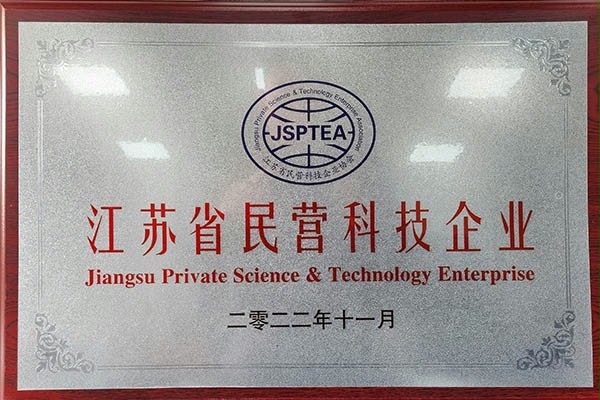 Jiangsu Private Science & Technology Enterprise Association
JSPTEA
江苏省民营科技企业协会
江苏省民营科技企业
Jiangsu Private Science & Technology Enterprise
二零二二年十一月